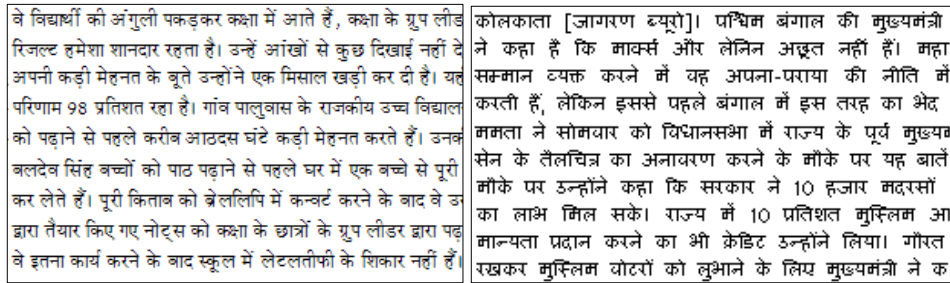 वे विद्यार्थी की अंगुली पकड़कर कक्षा में आते हैं, कक्षा के ग्रुप लीड
रिजल्ट हमेशा शानदार रहता है। उन्हें आंखों से कुछ दिखाई नहीं दे
अपनी कड़ी मेहनत के बूते उन्होंने एक मिसाल खड़ी कर दी है। यह
परिणाम 98 प्रतिशत रहा है। गांव पालुवास के राजकीय उच्च विद्याल
को पढ़ाने से पहले करीब आठदस घंटे कड़ी मेहनत करते हैं। उनक
बलदेव सिंह बच्चों को पाठ पढ़ाने से पहले घर में एक बच्चे से पूरी
कर लेते हैं। पूरी किताब को ब्रेललिपि में कन्वर्ट करने के बाद वे उ
द्वारा तैयार किए गए नोट्स को कक्षा के छात्रों के ग्रुप लीडर द्वारा पढ़
वे इतना कार्य करने के बाद स्कूल में लेटलतीफी के शिकार नहीं हैं।
कोलकाता [जागरण ब्यूरो]। पश्चिम बंगाल की मुख्यमंत्री
ने कहा है कि मार्क्स और लेनिन अछूत नहीं हैं। महा
सम्मान व्यक्त करने में वह अपना-पराया की नीति में
करती हैं, लेकिन इससे पहले बंगाल में इस तरह का भेद
ममता ने सोमवार को विधानसभा में राज्य के पूर्व मुख्यम
सेन के तैलचित्र का अनावरण करने के मौके पर यह बातें
मौके पर उन्होंने कहा कि सरकार ने 10 हजार मदरसों
का लाभ मिल सके। राज्य में 10 प्रतिशत मुस्लिम आ
मान्यता प्रदान करने का भी क्रेडिट उन्होंने लिया। गौरत
रखकर मुस्लिम वोटरों को लुभाने के लिए मुख्यमंत्री ने क